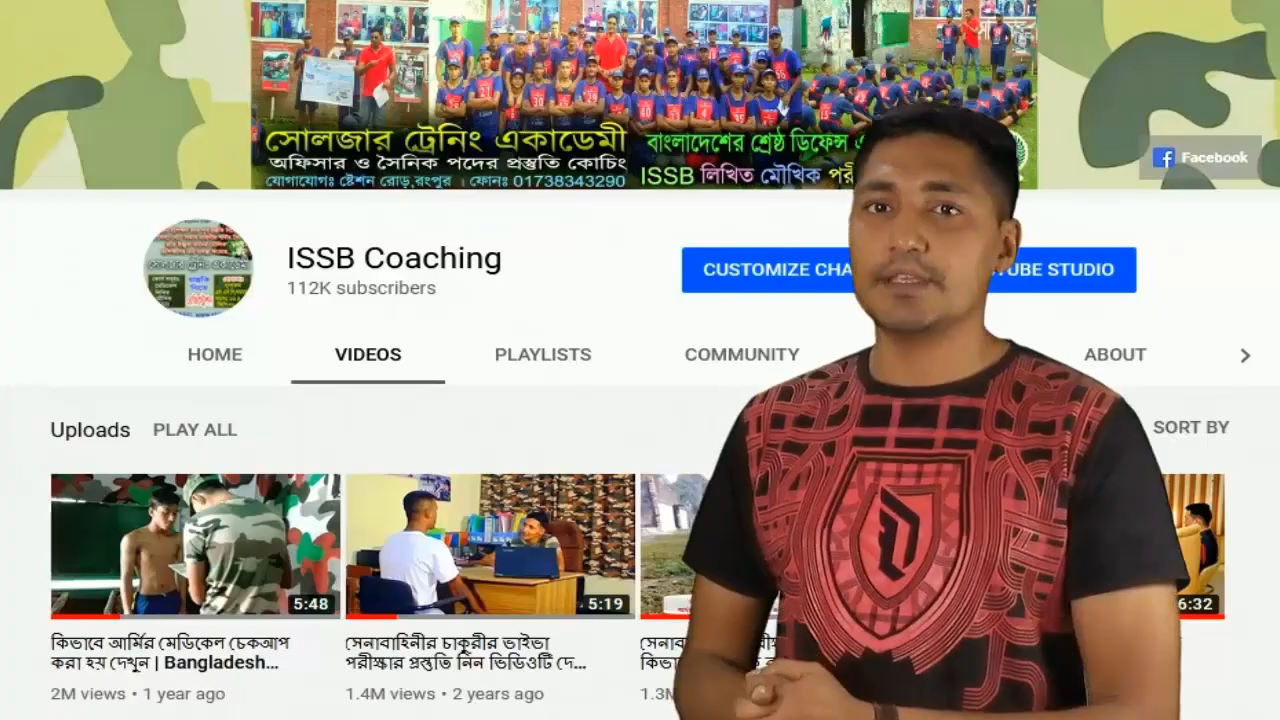 সোলজার ট্রেনিং একাডেমী
অফিসার ও সৈনিক পদের প্রস্তুতি কোচিং
যোগাযোগঃ ষ্টেশন রোড়,রংপুর । ফোনঃ 01738343290
বাংলাদেশের শ্রেষ্ঠ ডিফেন্স
ISSB লিখিত মৌখিক
Facebook
ISSB Coaching
112K subscribers
CUSTOMIZE CHA
TUBE STUDIO
HOME VIDEOS PLAYLISTS COMMUNITY ABOUT
Uploads PLAY ALL SORT BY
5:48 5:19 6:32
কিভাবে আর্মির মেডিকেল চেকআপ
করা হয় দেখুন | Bangladesh...
2M views • 1 year ago
সেনাবাহিনীর চাকুরীর ভাইভা
পরীক্ষার প্রস্তুতি নিন ভিডিওটি দে...
1.4M views • 2 years ago
সেনাব
কিভা
1.3M